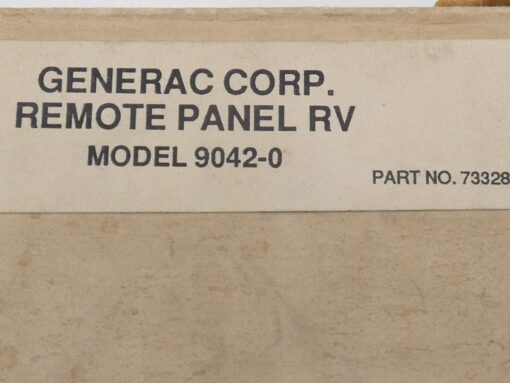 GENERAC CORP.
REMOTE PANEL RV
MODEL 9042-0
PART NO. 73328